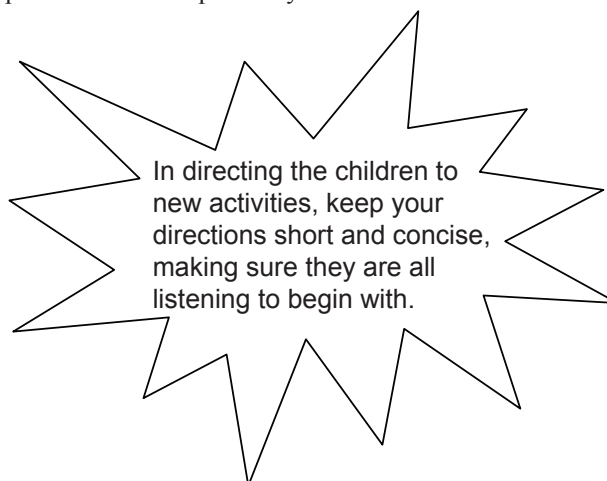 In directing the children to
new activities, keep your
directions short and concise,
making sure they are all
listening to begin with.